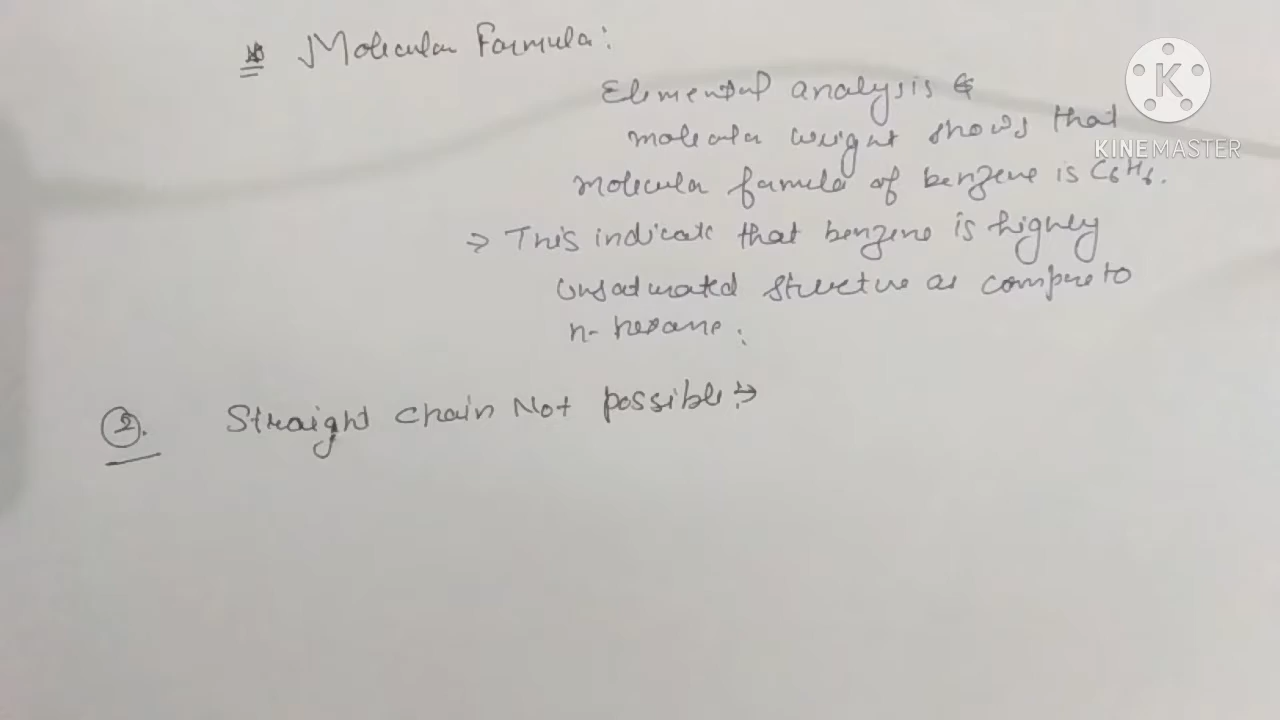 Molecular Formula:
Elemental analysis &
molecular weight shows that
molecular formula of benzene is C6H6.
⇒ This indicate that benzene is highly
unsaturated structure as compare to
n-hexane.
②. Straight chain Not possible:→
K
KINEMASTER